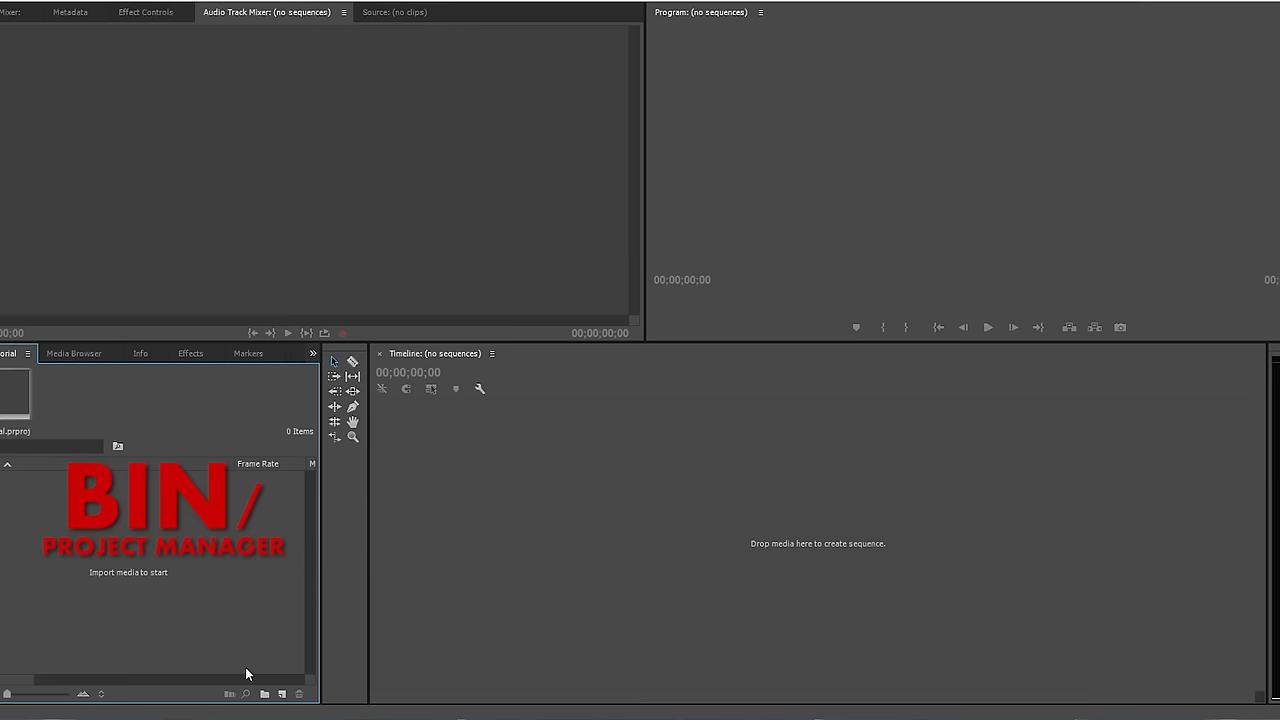 Mixer:
Metadata
Effect Controls
Audio Track Mixer: (no sequences)
Source: (no clips)
Program: (no sequences)
00;00;00;00
00;
00;00
00;00;00;00
orial
Media Browser
Info
Effects
Markers
Timeline: (no sequences)
00;00;00;00
al.prproj
0 Items
Frame Rate
M
BIN/
PROJECT MANAGER
Import media to start
Drop media here to create sequence.